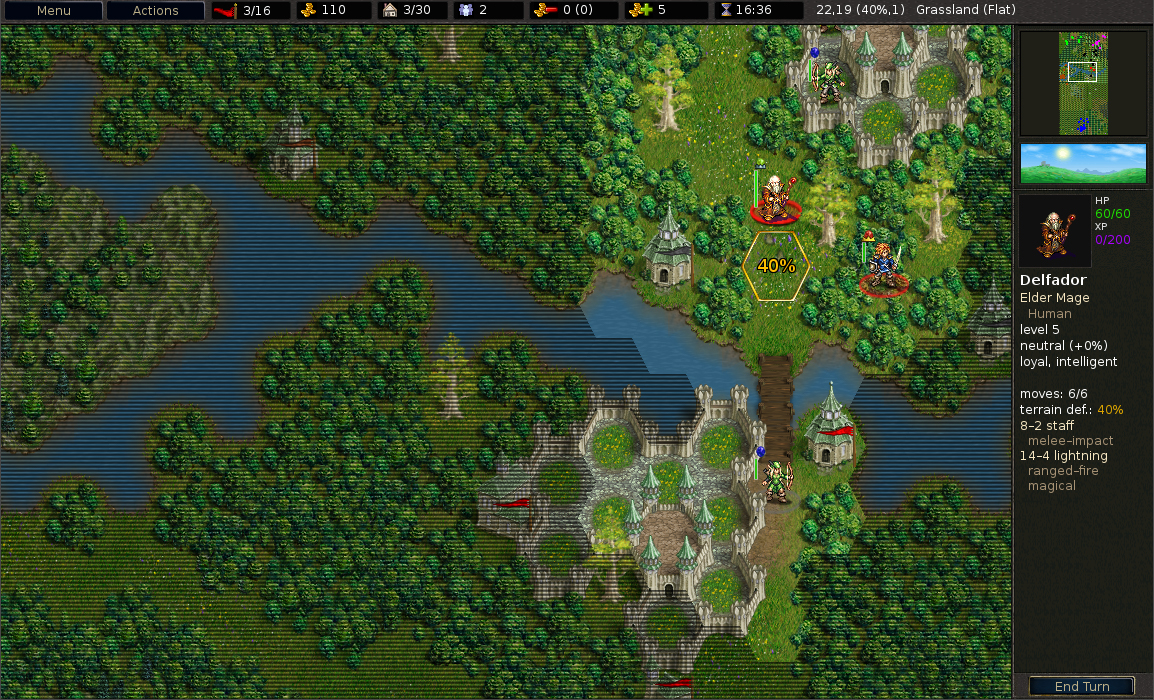 Menu Actions 3/16 110 3/30 2 0 (0) 5 16:36 22,19 (40%,1) Grassland (Flat)
40%
HP
60/60
XP
0/200
Delfador
Elder Mage
Human
level 5
neutral (+0%)
loyal, intelligent
moves: 6/6
terrain def.: 40%
8–2 staff
melee–impact
14–4 lightning
ranged–fire
magical
End Turn